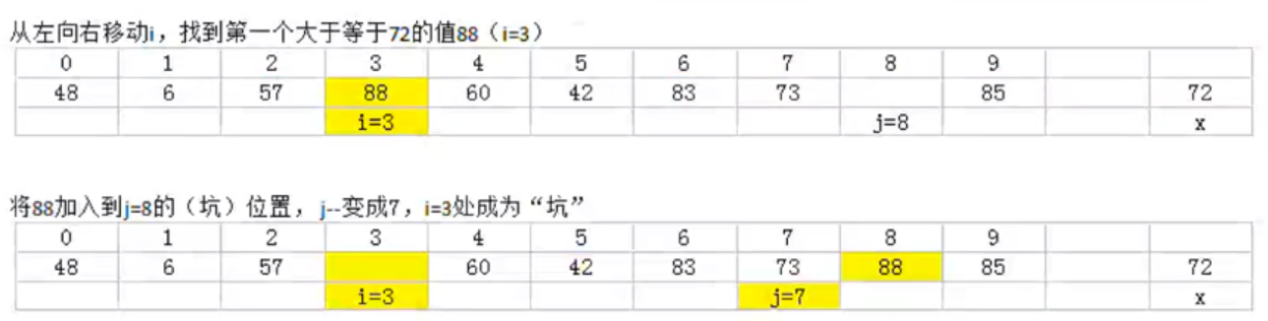 从左向右移动i，找到第一个大于等于72的值88（i=3）
0 1 2 3 4 5 6 7 8 9
48 6 57 88 60 42 83 73 85 72
i=3 j=8 x
将88加入到j=8的（坑）位置，j--变成7，i=3处成为“坑”
0 1 2 3 4 5 6 7 8 9
48 6 57 60 42 83 73 88 85 72
i=3 j=7 x